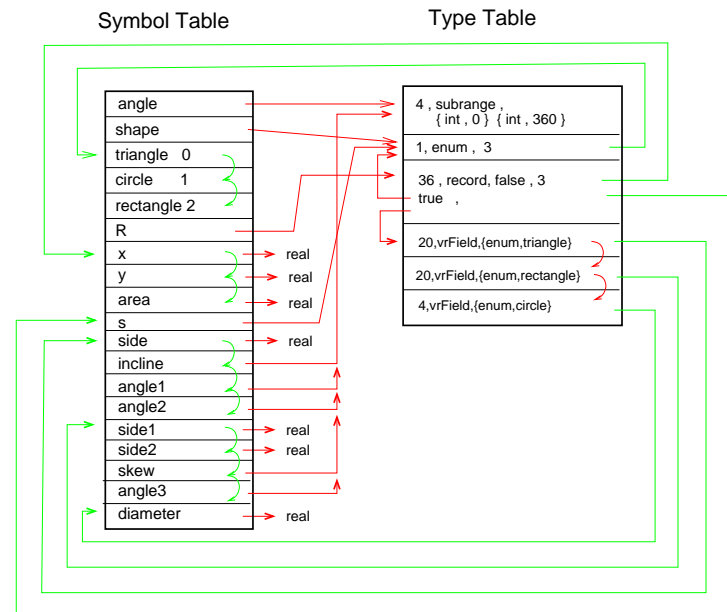 Symbol Table
Type Table
angle
shape
triangle 0
circle 1
rectangle 2
R
x
y
area
s
side
incline
angle1
angle2
side1
side2
skew
angle3
diameter
real
real
real
real
real
real
real
4 , subrange ,
{ int , 0 } { int , 360 }
1, enum , 3
36 , record, false , 3
true ,
20,vrField,{enum,triangle}
20,vrField,{enum,rectangle}
4,vrField,{enum,circle}